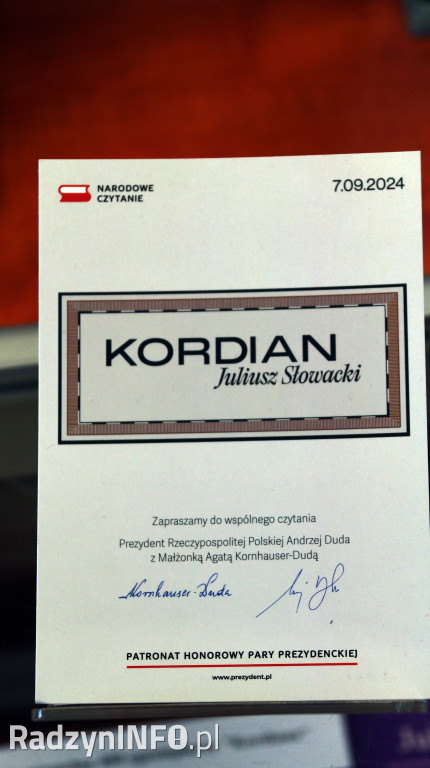 NARODOWE
CZYTANIE
7.09.2024
KORDIAN
Juliusz Słowacki
Zapraszamy do wspólnego czytania
Prezydent Rzeczypospolitej Polskiej Andrzej Duda
z Małżonką Agatą Kornhauser-Dudą
AKornhauser-Duda
PATRONAT HONOROWY PARY PREZYDENCKIEJ
www.prezydent.pl
RadzynINFO.pl